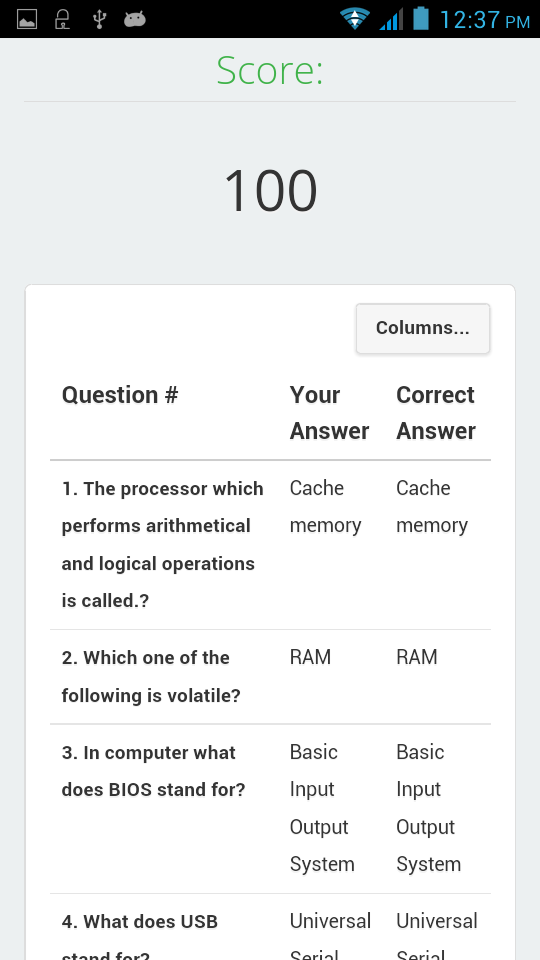 12:37 PM
Score:
100
Columns...
Question # Your Answer Correct Answer
1. The processor which performs arithmetical and logical operations is called.? Cache memory Cache memory
2. Which one of the following is volatile? RAM RAM
3. In computer what does BIOS stand for? Basic Input Output System Basic Input Output System
4. What does USB stand for? Universal Serial Universal Serial